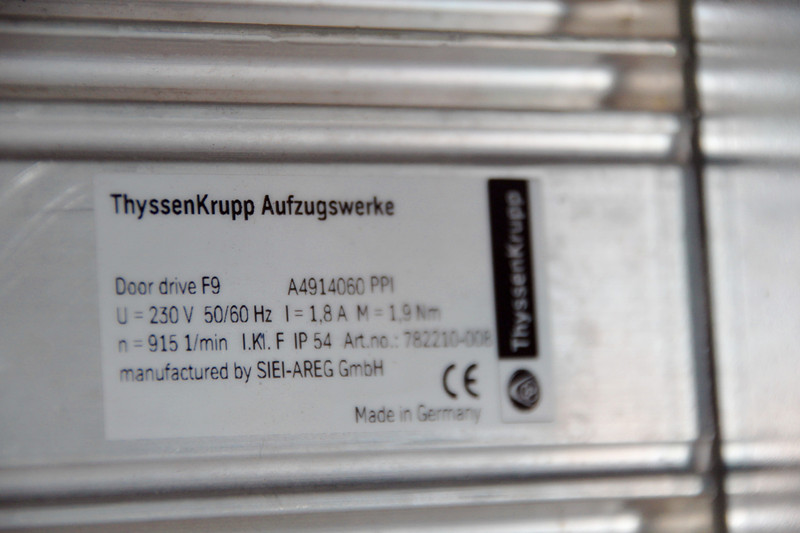 ThyssenKrupp Aufzugswerke
Door drive F9 A4914060 PPI
U = 230 V 50/60 Hz I = 1,8 A M = 1,9 Nm
n = 915 1/min I.Kl. F IP 54 Art.no.: 782210-008
manufactured by SIEI-AREG GmbH
CE
Made in Germany
ThyssenKrupp